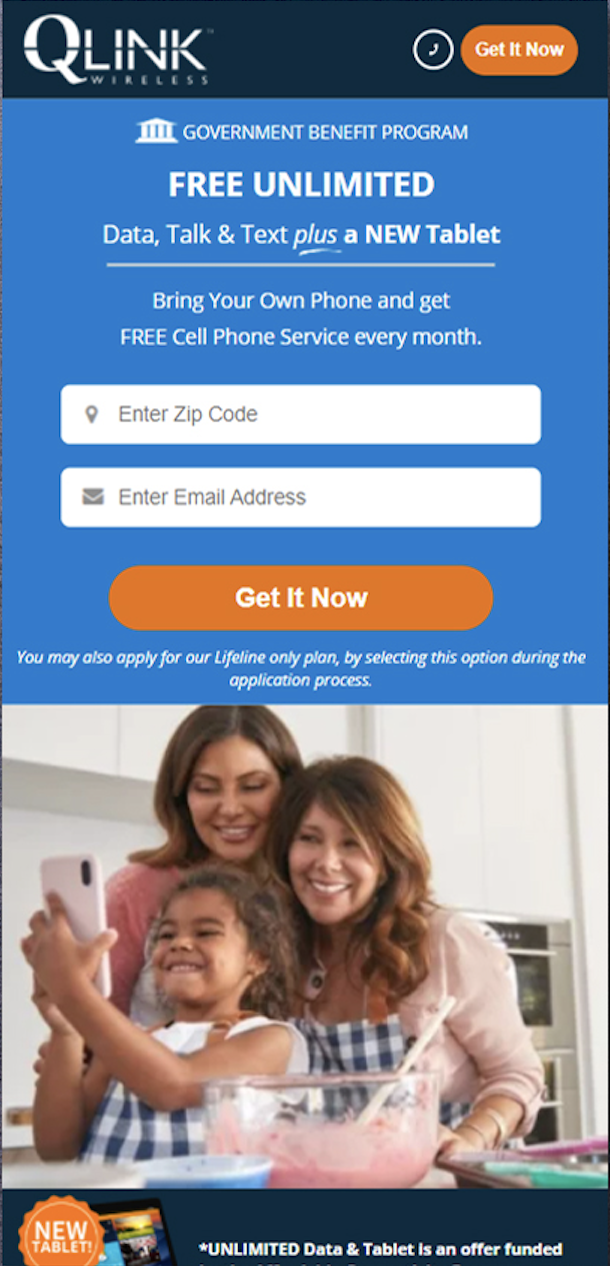 QLINK
WIRELESS
Get It Now
GOVERNMENT BENEFIT PROGRAM
FREE UNLIMITED
Data, Talk & Text plus a NEW Tablet
Bring Your Own Phone and get
FREE Cell Phone Service every month.
Enter Zip Code
Enter Email Address
Get It Now
You may also apply for our Lifeline only plan, by selecting this option during the
application process.
NEW
TABLET!
*UNLIMITED Data & Tablet is an offer funded